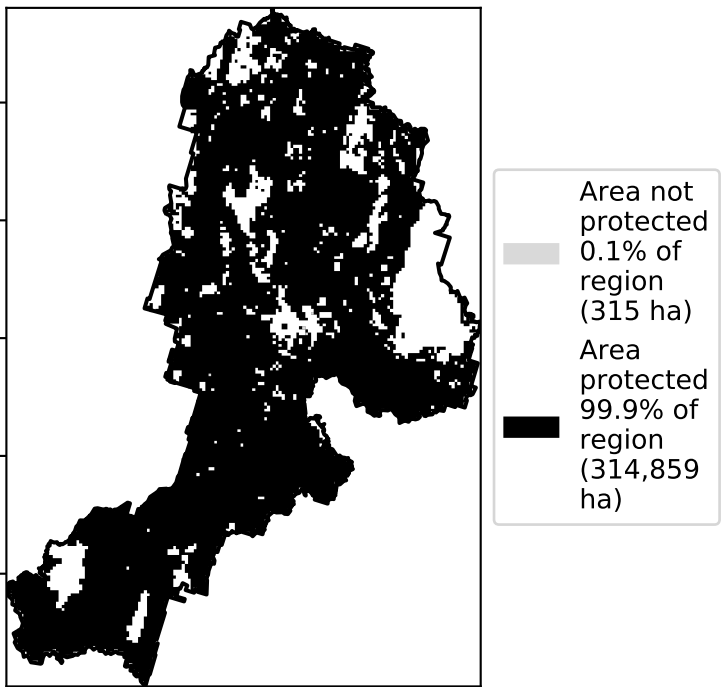 Area not
protected
0.1% of
region
(315 ha)
Area
protected
99.9% of
region
(314,859
ha)